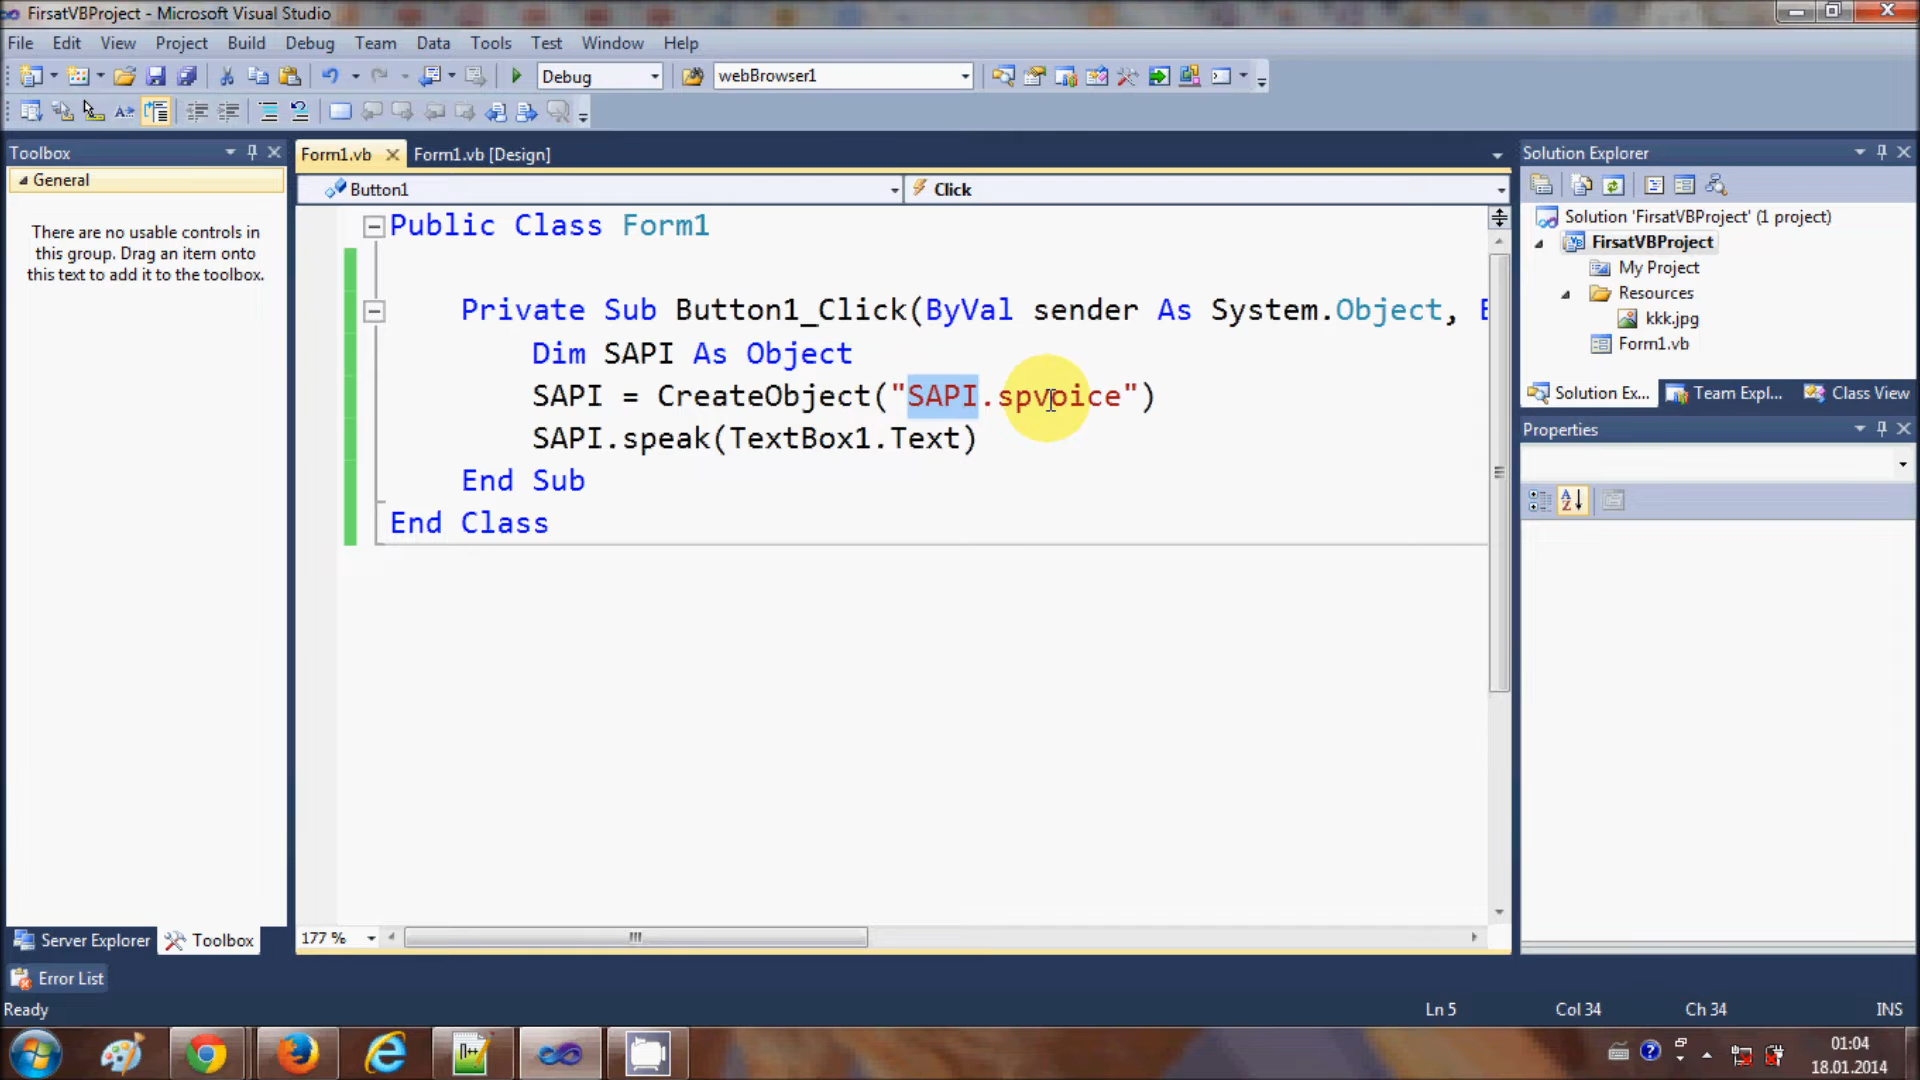 FirsatVBProject - Microsoft Visual Studio
File Edit View Project Build Debug Team Data Tools Test Window Help
Debug webBrowser1
Toolbox
General
There are no usable controls in
this group. Drag an item onto
this text to add it to the toolbox.
Server Explorer Toolbox
Form1.vb Form1.vb [Design]
Button1 Click
Public Class Form1
Private Sub Button1_Click(ByVal sender As System.Object,
Dim SAPI As Object
SAPI = CreateObject("SAPI.spvoice")
SAPI.speak(TextBox1.Text)
End Sub
End Class
177 %
Solution Explorer
Solution 'FirsatVBProject' (1 project)
FirsatVBProject
My Project
Resources
kkk.jpg
Form1.vb
Solution Ex... Team Expl... Class View
Properties
Error List
Ready Ln 5 Col 34 Ch 34 INS
01:04
18.01.2014